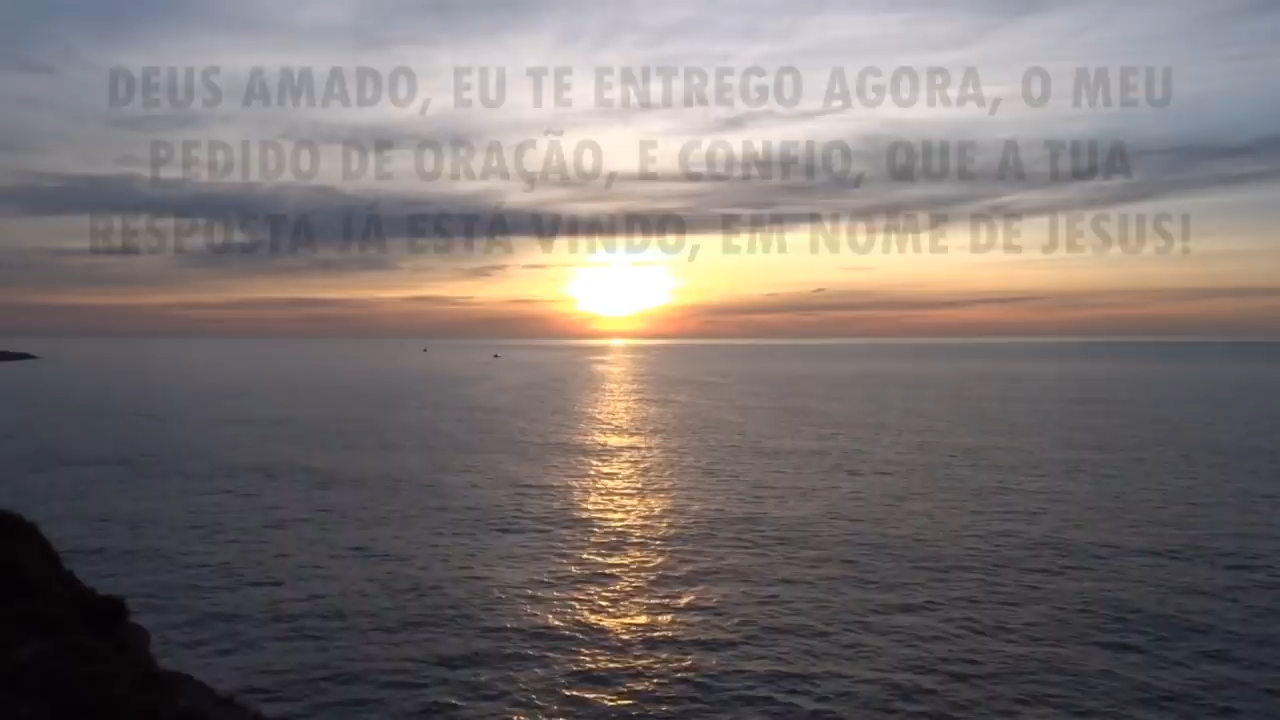 DEUS AMADO, EU TE ENTREGO AGORA, O MEU
PEDIDO DE ORAÇÃO, E CONFIO, QUE A TUA
RESPOSTA JÁ ESTÁ VINDO, EM NOME DE JESUS!